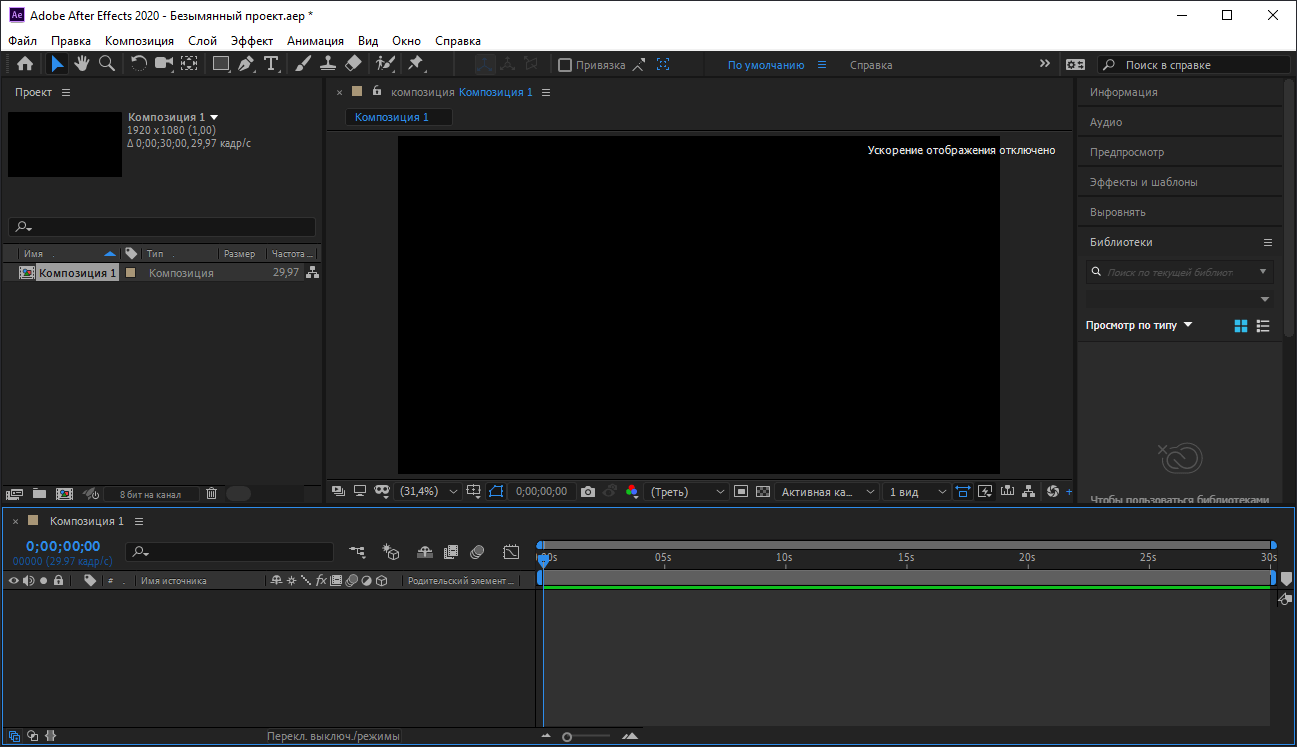 Ae Adobe After Effects 2020 - Безымянный проект.aep *
Файл Правка Композиция Слой Эффект Анимация Вид Окно Справка
Привязка По умолчанию Справка Поиск в справке
Проект
Композиция 1
1920 x 1080 (1,00)
Δ 0;00;30;00, 29,97 кадр/с
Имя Тип Размер Частота ...
Композиция 1 Композиция 29,97
8 бит на канал
композиция Композиция 1
Композиция 1
Ускорение отображения отключено
(31,4%) 0;00;00;00 (Треть) Активная ка... 1 вид
Информация
Аудио
Предпросмотр
Эффекты и шаблоны
Выровнять
Библиотеки
Поиск по текущей библиот
Просмотр по типу
Чтобы пользоваться библиотеками
Композиция 1
0;00;00;00
00000 (29.97 кадр/с)
# Имя источника fx Родительский элемент ...
00s 05s 10s 15s 20s 25s 30s
Перекл. выключ./режимы